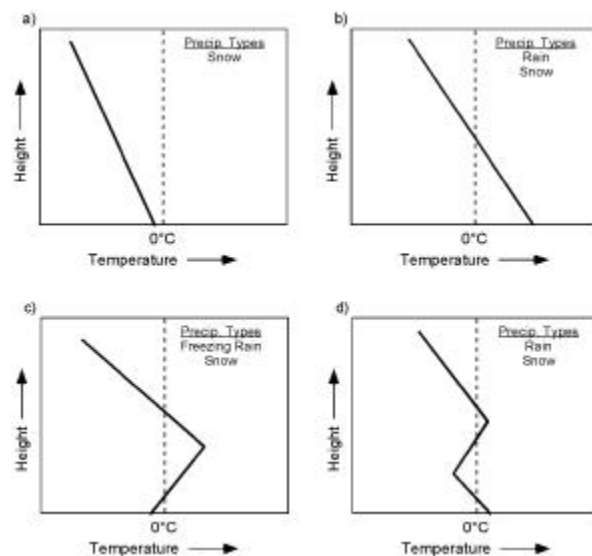 a)
Precip. Types
Snow
Height
0°C
Temperature
b)
Precip. Types
Rain
Snow
Height
0°C
Temperature
c)
Precip. Types
Freezing Rain
Snow
Height
0°C
Temperature
d)
Precip. Types
Rain
Snow
Height
0°C
Temperature